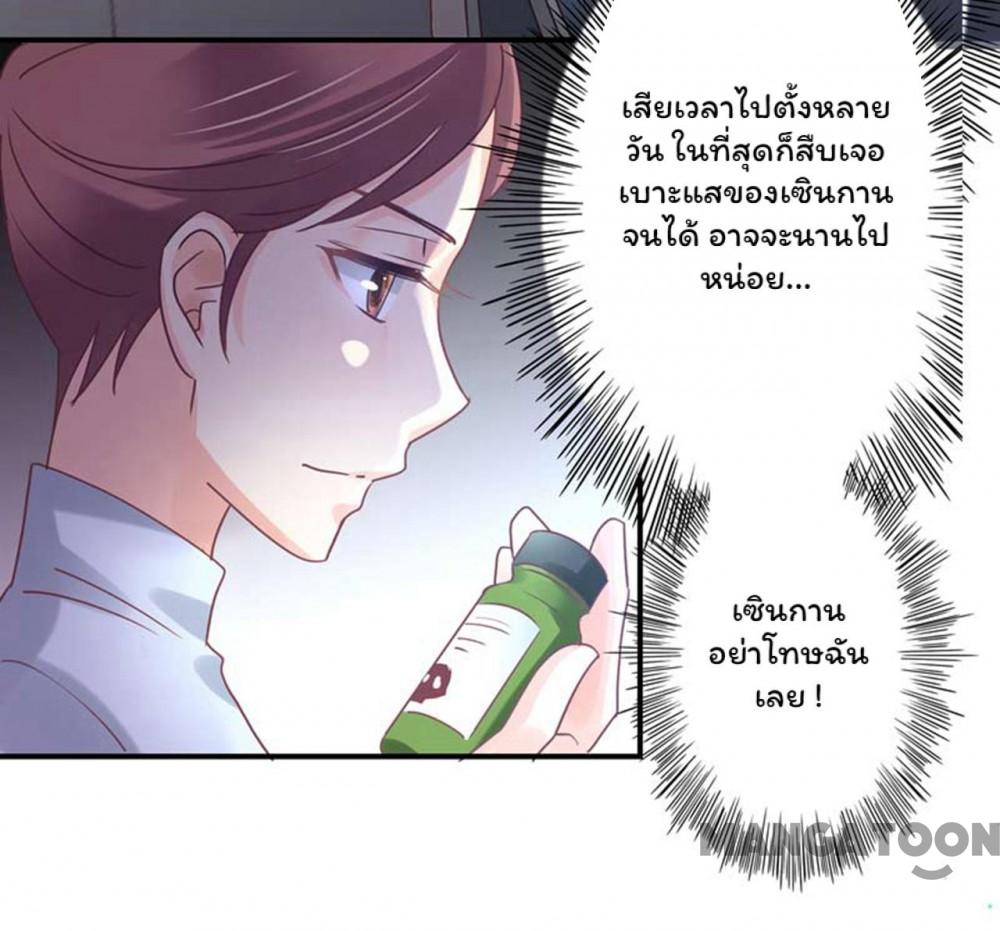 เสียเวลาไปตั้งหลาย
วัน ในที่สุดก็สืบเจอ
เบาะแสของเซินกาน
จนได้ อาจจะนานไป
หน่อย...
เซินกาน
อย่าโทษฉัน
เลย !
MANGATOON